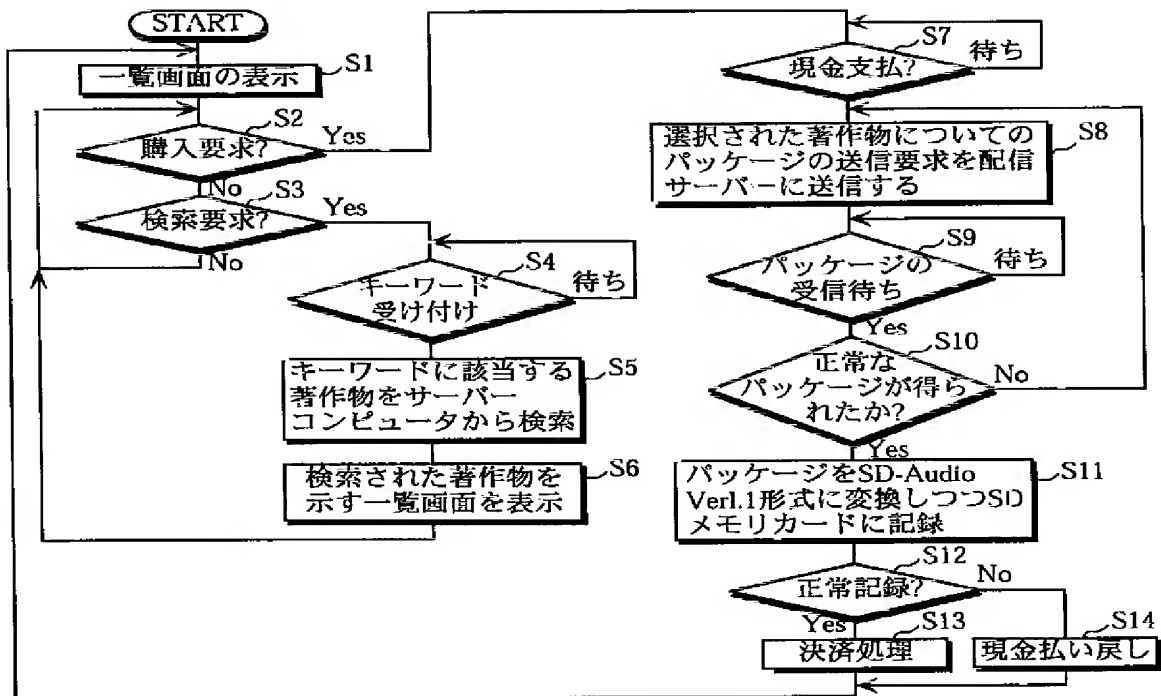 START
一覧画面の表示
S1
S2
購入要求?
Yes
No
S3
検索要求?
Yes
No
S4
キーワード
受け付け
待ち
キーワードに該当する
著作物をサーバー
コンピュータから検索
S5
検索された著作物を
示す一覧画面を表示
S6
S7
現金支払?
待ち
選択された著作物についての
パッケージの送信要求を配信
サーバーに送信する
S8
S9
パッケージの
受信待ち
待ち
Yes
S10
正常な
パッケージが得ら
れたか?
No
Yes
パッケージをSD-Audio
Ver1.1形式に変換しつつSD
メモリカードに記録
S11
S12
正常記録?
No
Yes
S13
決済処理
S14
現金払い戻し